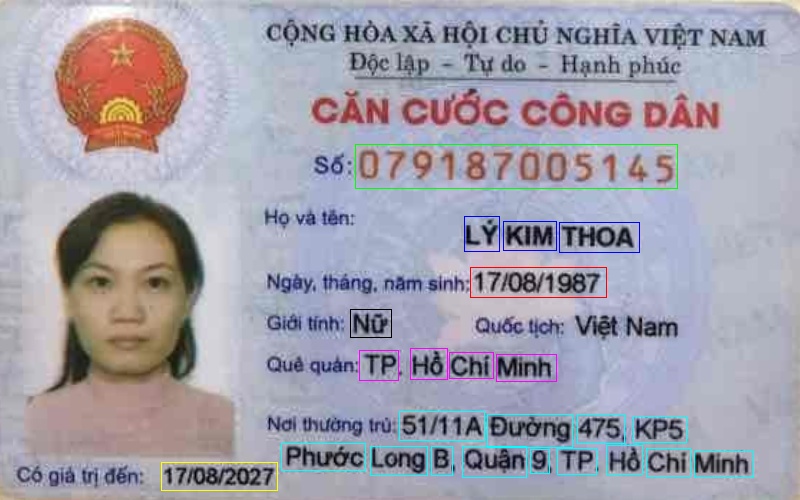 CỘNG HÒA XÃ HỘI CHỦ NGHĨA VIỆT NAM
Độc lập - Tự do - Hạnh phúc
CĂN CƯỚC CÔNG DÂN
Số: 079187005145
Họ và tên:
LÝ KIM THOA
Ngày, tháng, năm sinh: 17/08/1987
Giới tính: Nữ Quốc tịch: Việt Nam
Quê quán: TP. Hồ Chí Minh
Nơi thường trú: 51/11A Đường 475, KP5
Phước Long B, Quận 9, TP. Hồ Chí Minh
Có giá trị đến: 17/08/2027